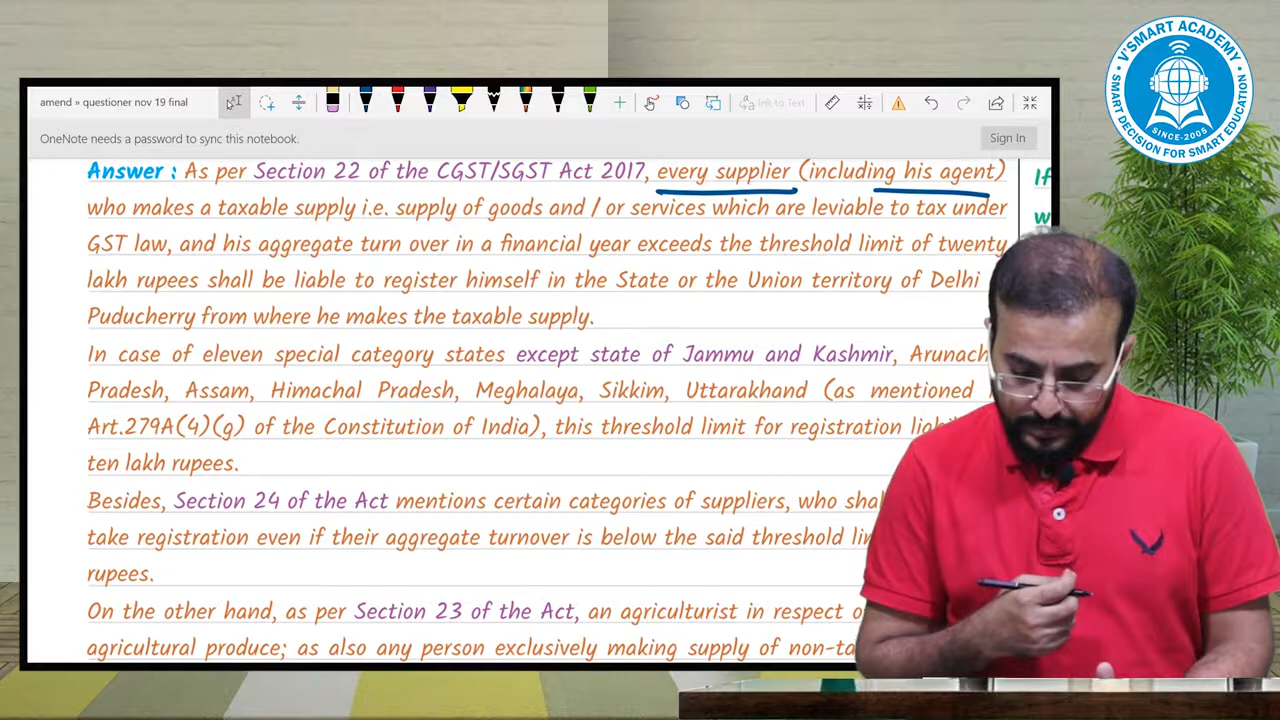 V'SMART ACADEMY
SMART DECISION FOR SMART EDUCATION
SINCE-2005
amend » questioner nov 19 final
Ink to Text
OneNote needs a password to sync this notebook.
Sign In
Answer : As per Section 22 of the CGST/SGST Act 2017, every supplier (including his agent)
who makes a taxable supply i.e. supply of goods and / or services which are leviable to tax under
GST law, and his aggregate turn over in a financial year exceeds the threshold limit of twenty
lakh rupees shall be liable to register himself in the State or the Union territory of Delhi
Puducherry from where he makes the taxable supply.
In case of eleven special category states except state of Jammu and Kashmir, Arunach
Pradesh, Assam, Himachal Pradesh, Meghalaya, Sikkim, Uttarakhand (as mentioned
Art.279A(4)(g) of the Constitution of India), this threshold limit for registration
ten lakh rupees.
Besides, Section 24 of the Act mentions certain categories of suppliers, who shal
take registration even if their aggregate turnover is below the said threshold
rupees.
On the other hand, as per Section 23 of the Act, an agriculturist in respect
agricultural produce; as also any person exclusively making supply of
If
w